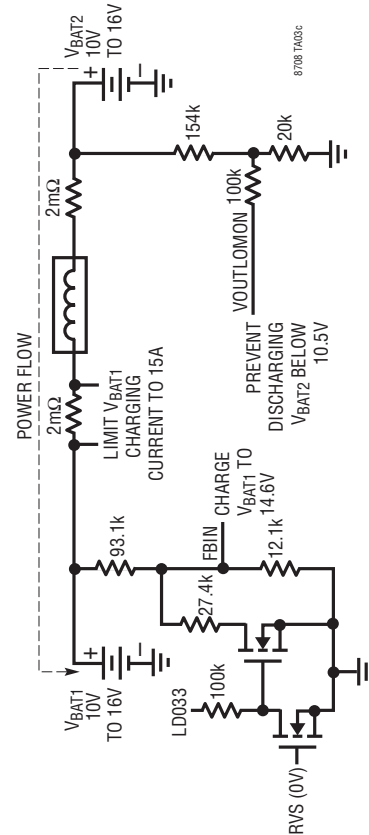 POWER FLOW
VBAT1
10V
TO 16V
+
–
2mΩ
LIMIT VBAT1
CHARGING
CURRENT TO 15A
2mΩ
VBAT2
10V
TO 16V
+
–
93.1k
FBIN
CHARGE
VBAT1 TO
14.6V
27.4k
12.1k
LDO33
100k
RVS (0V)
154k
VOUTLOMON
100k
20k
PREVENT
DISCHARGING
VBAT2 BELOW
10.5V
8708 TA03c